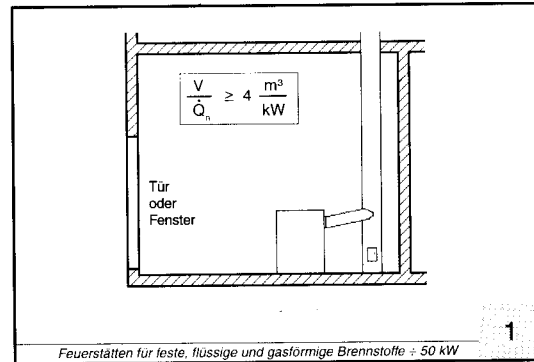 V/Q̇ₙ ≥ 4 m³/kW
Tür
oder
Fenster
1
Feuerstätten für feste, flüssige und gasförmige Brennstoffe ÷ 50 kW